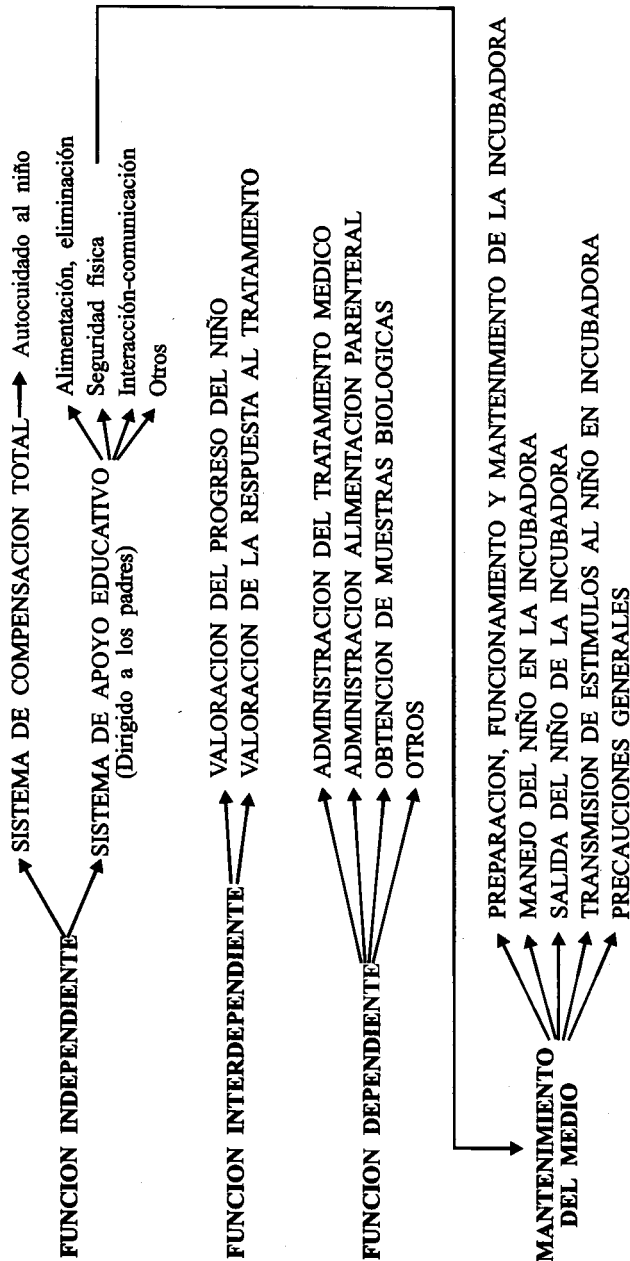 FUNCION INDEPENDIENTE
SISTEMA DE COMPENSACION TOTAL
Autocuidado al niño
SISTEMA DE APOYO EDUCATIVO
(Dirigido a los padres)
Alimentación, eliminación
Seguridad física
Interacción-comunicación
Otros
FUNCION INTERDEPENDIENTE
VALORACION DEL PROGRESO DEL NIÑO
VALORACION DE LA RESPUESTA AL TRATAMIENTO
FUNCION DEPENDIENTE
ADMINISTRACION DEL TRATAMIENTO MEDICO
ADMINISTRACION ALIMENTACION PARENTERAL
OBTENCION DE MUESTRAS BIOLOGICAS
OTROS
MANTENIMIENTO
DEL MEDIO
PREPARACION, FUNCIONAMIENTO Y MANTENIMIENTO DE LA INCUBADORA
MANEJO DEL NIÑO EN LA INCUBADORA
SALIDA DEL NIÑO DE LA INCUBADORA
TRANSMISION DE ESTIMULOS AL NIÑO EN INCUBADORA
PRECAUCIONES GENERALES